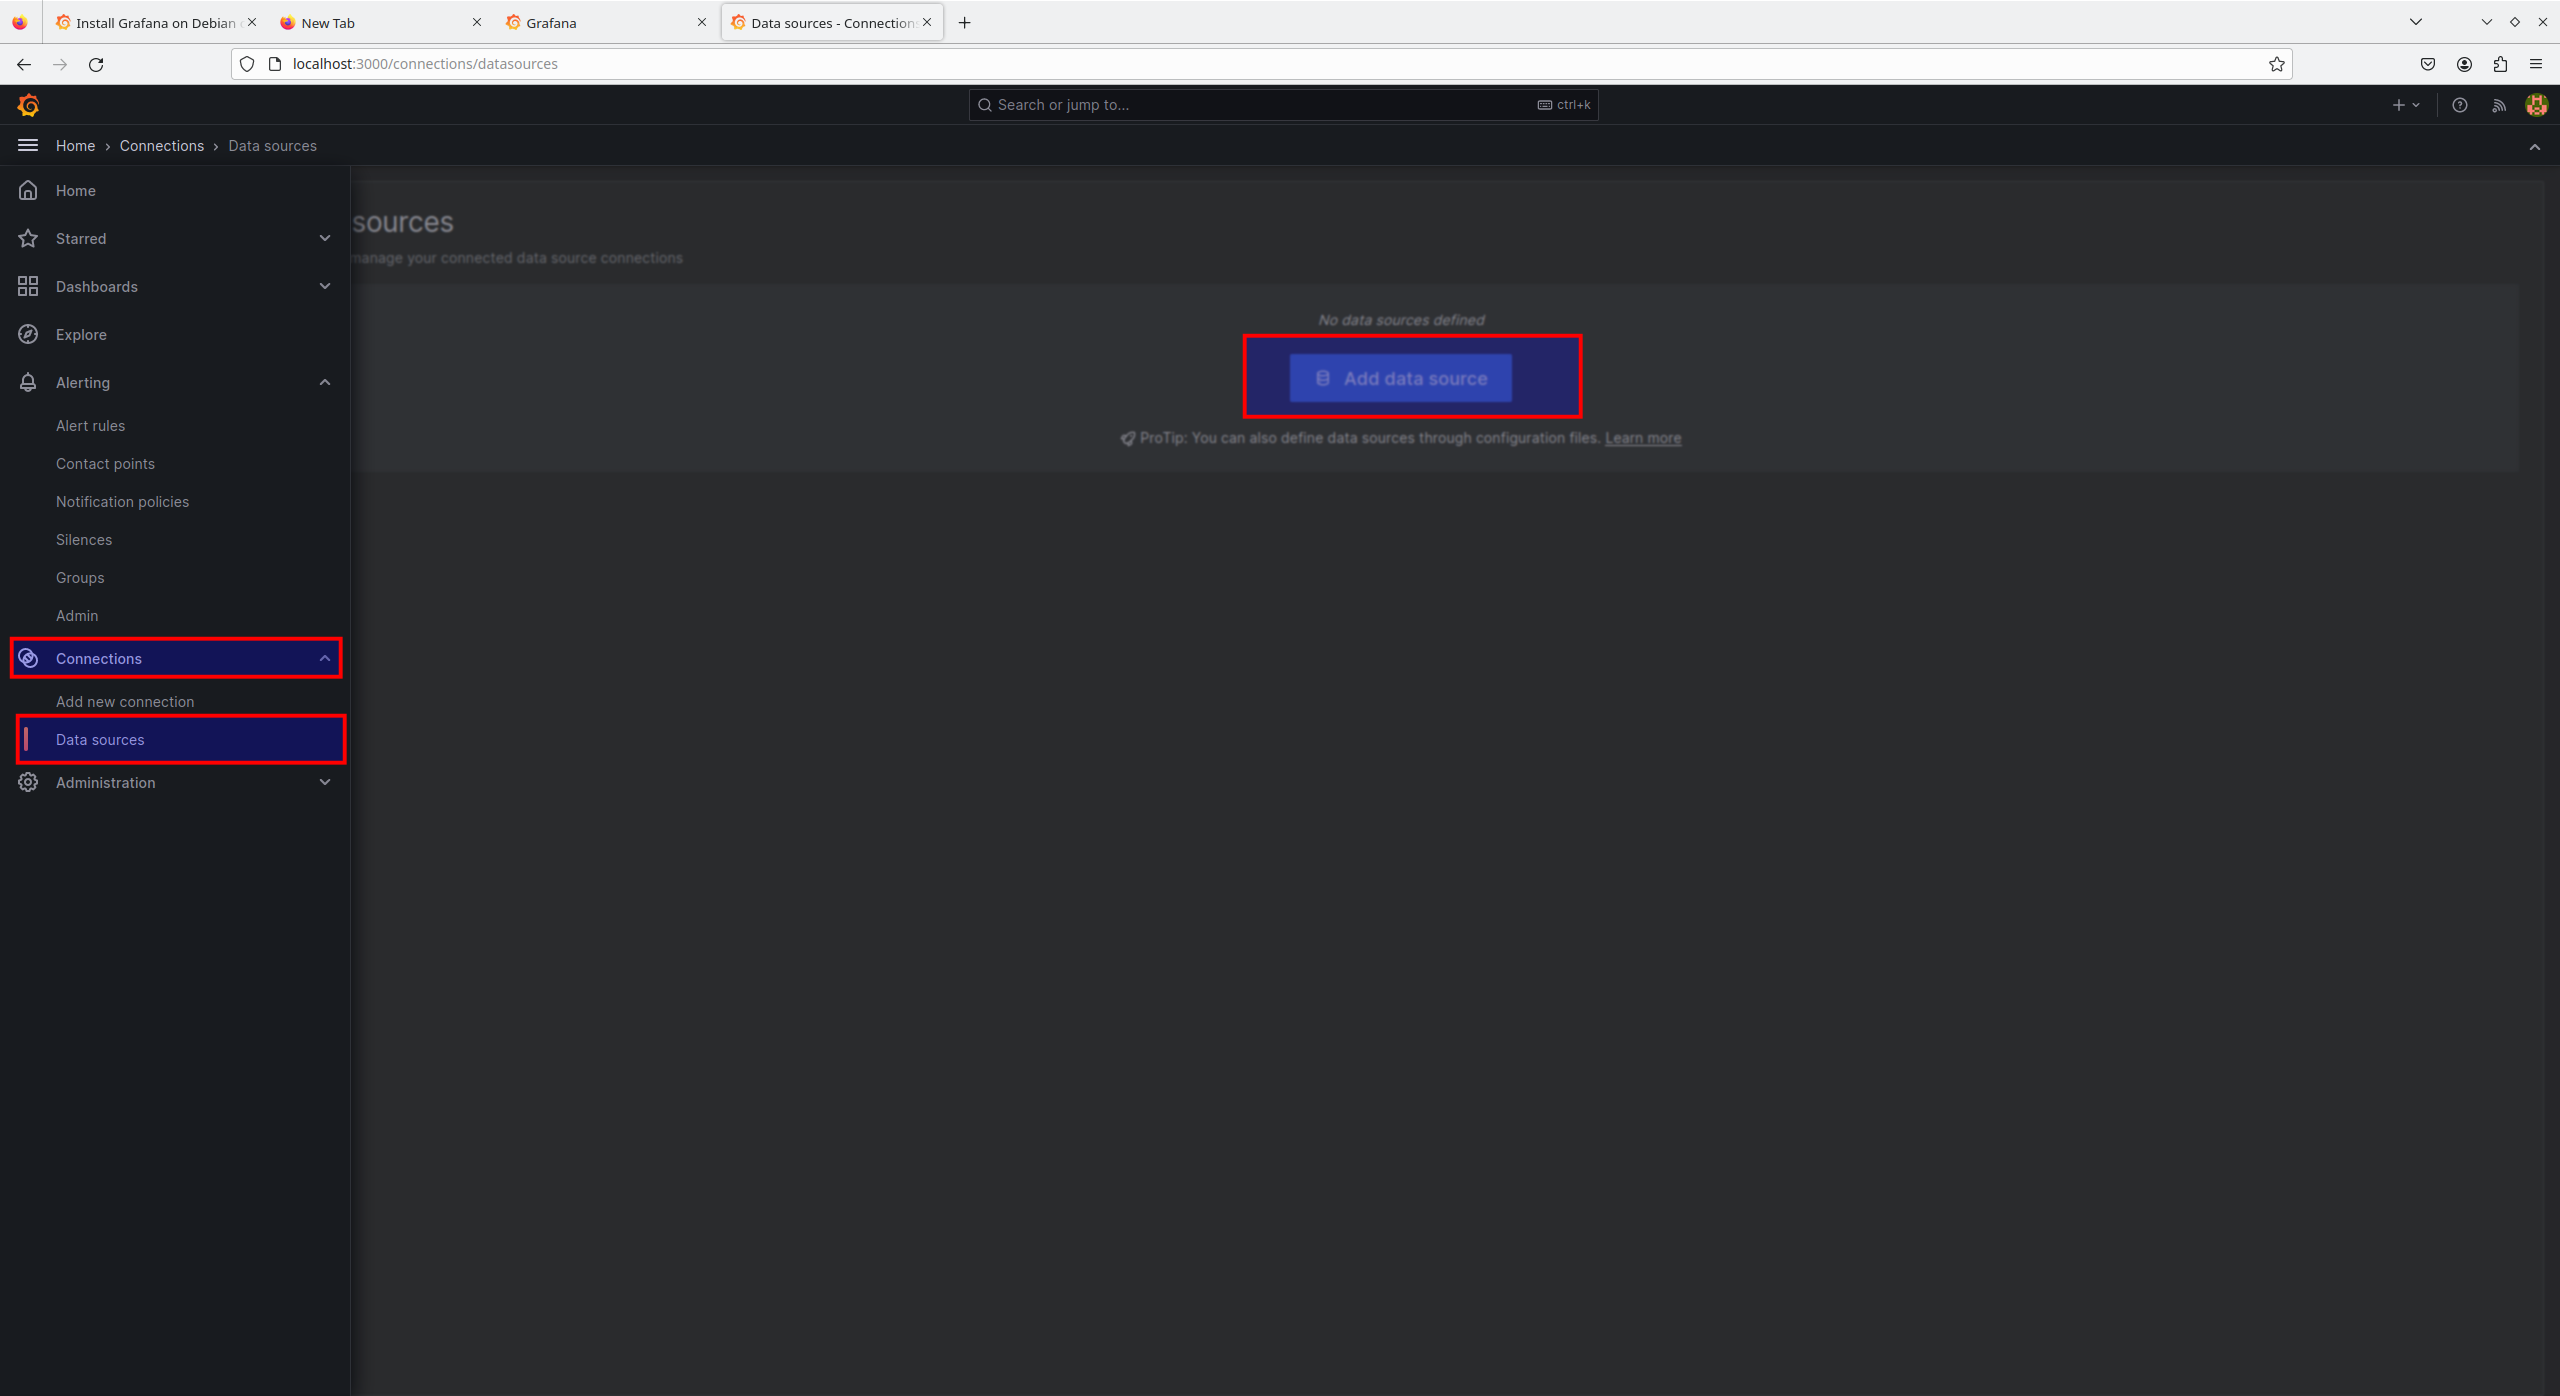 Install Grafana on Debian
New Tab
Grafana
Data sources - Connection
localhost:3000/connections/datasources
Search or jump to...
ctrl+k
Home › Connections › Data sources
Home
Starred
Dashboards
Explore
Alerting
Alert rules
Contact points
Notification policies
Silences
Groups
Admin
Connections
Add new connection
Data sources
Administration
sources
manage your connected data source connections
No data sources defined
Add data source
ProTip: You can also define data sources through configuration files. Learn more